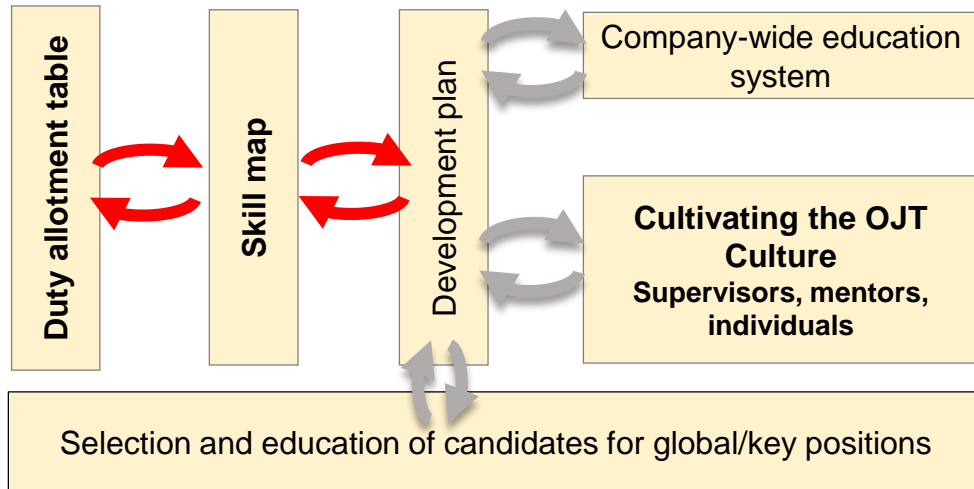 Duty allotment table
Skill map
Development plan
Company-wide education
system
Cultivating the OJT
Culture
Supervisors, mentors,
individuals
Selection and education of candidates for global/key positions